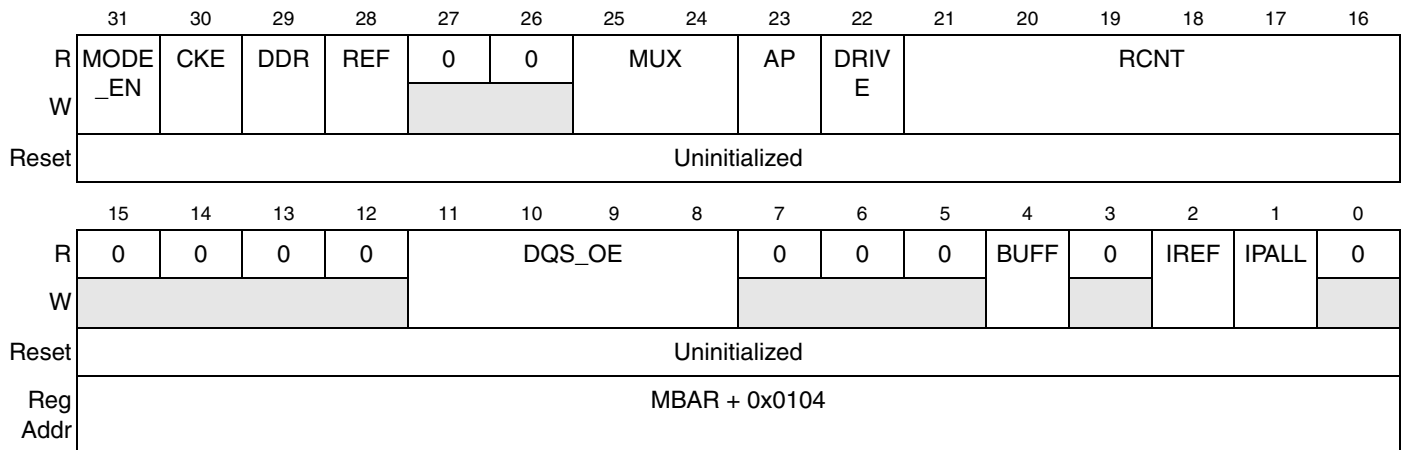 31 30 29 28 27 26 25 24 23 22 21 20 19 18 17 16
R MODE CKE DDR REF 0 0 MUX AP DRIV RCNT
_EN E
W
Reset Uninitialized
15 14 13 12 11 10 9 8 7 6 5 4 3 2 1 0
R 0 0 0 0 DQS_OE 0 0 0 BUFF 0 IREF IPALL 0
W
Reset Uninitialized
Reg MBAR + 0x0104
Addr